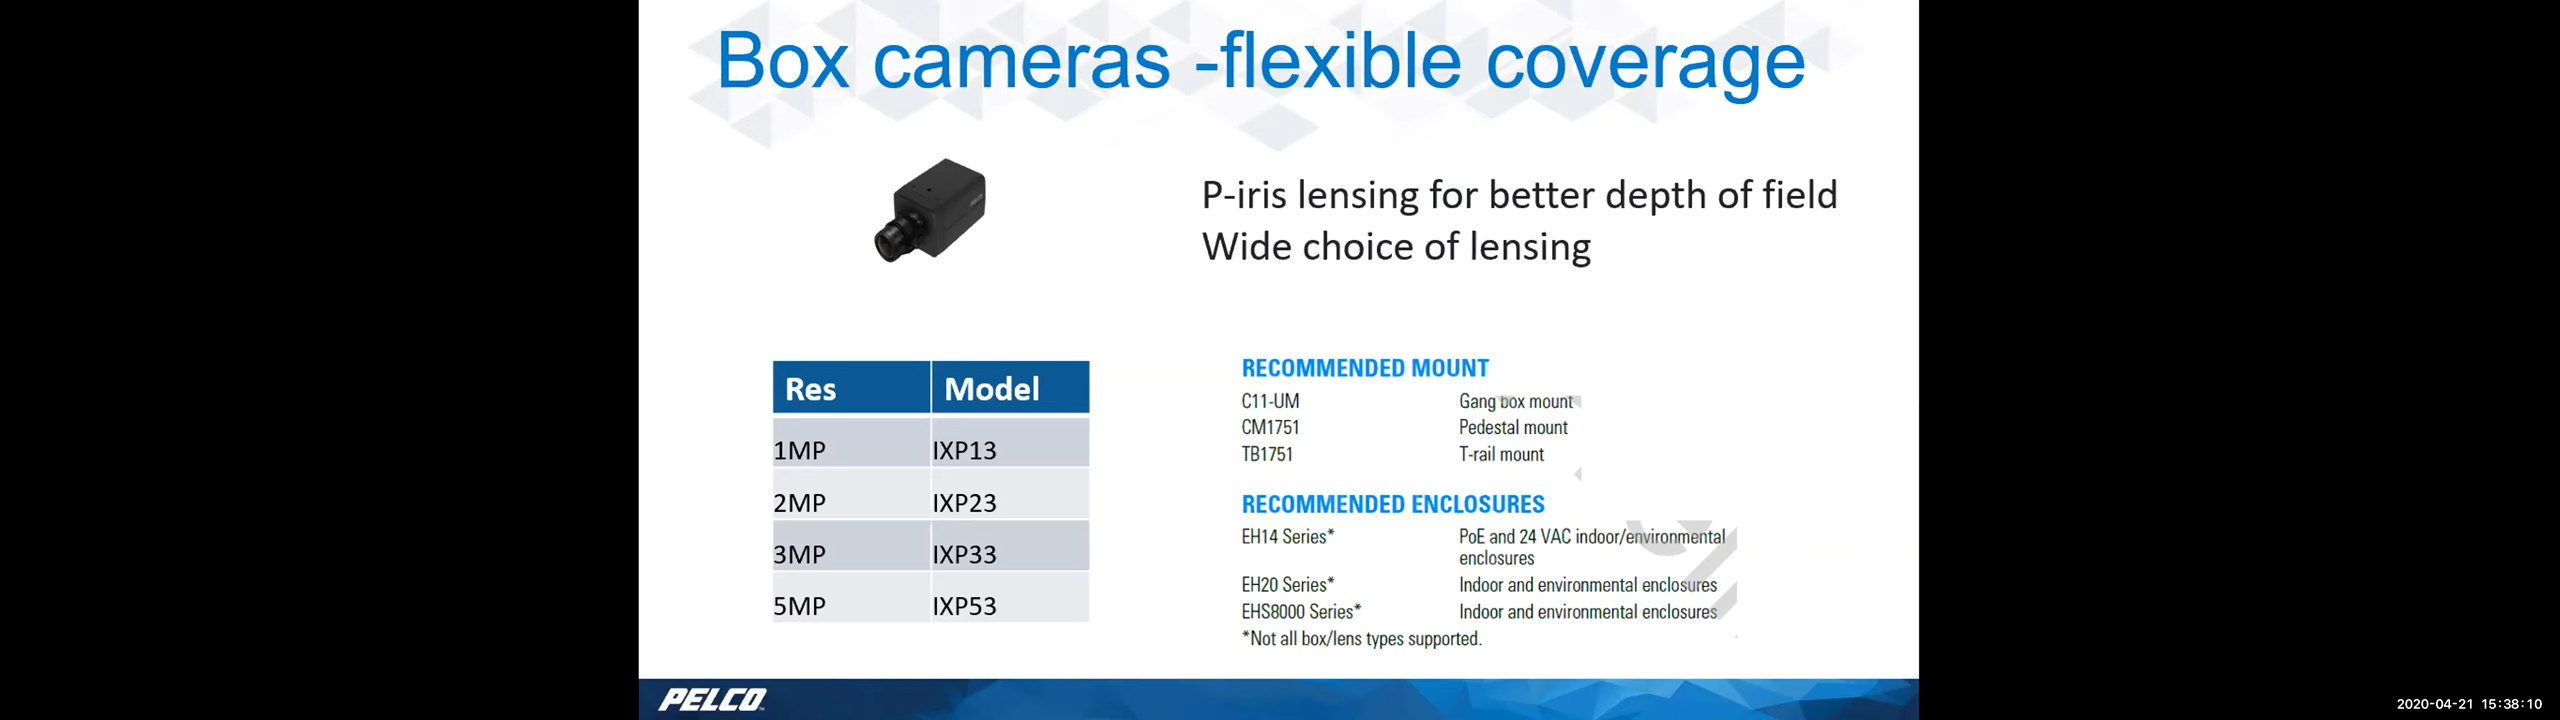 Box cameras -flexible coverage
P-iris lensing for better depth of field
Wide choice of lensing
Res Model
1MP IXP13
2MP IXP23
3MP IXP33
5MP IXP53
RECOMMENDED MOUNT
C11-UM Gang box mount
CM1751 Pedestal mount
TB1751 T-rail mount
RECOMMENDED ENCLOSURES
EH14 Series* PoE and 24 VAC indoor/environmental
enclosures
EH20 Series* Indoor and environmental enclosures
EHS8000 Series* Indoor and environmental enclosures
*Not all box/lens types supported.
PELCO™
2020-04-21 15:38:10